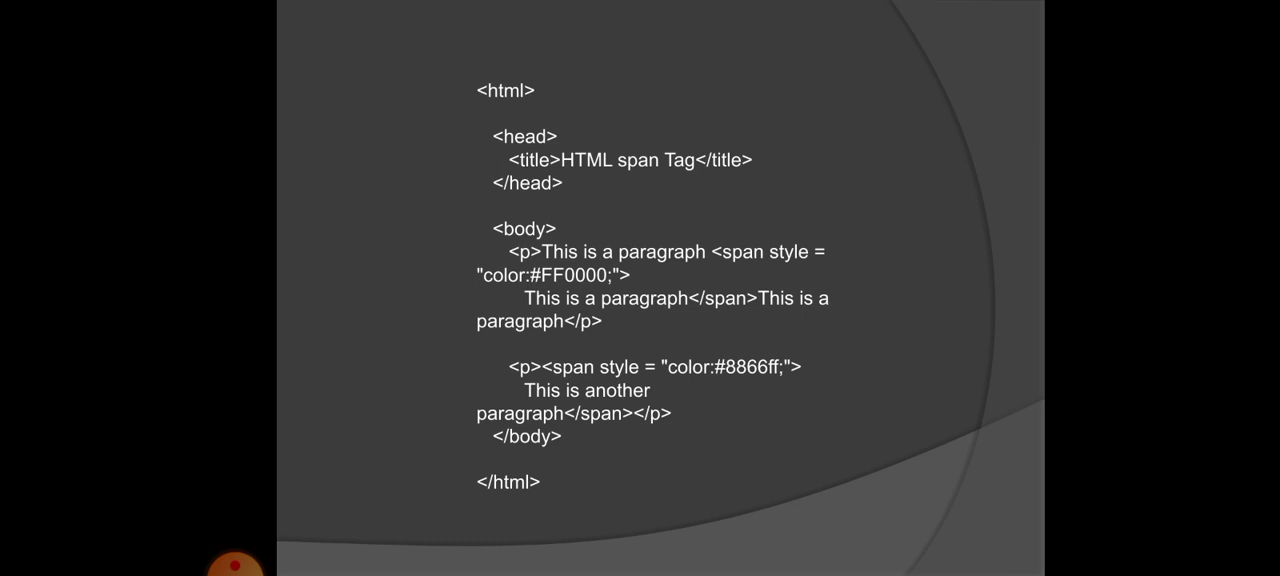 <html>
<head>
<title>HTML span Tag</title>
</head>
<body>
<p>This is a paragraph <span style =
"color:#FF0000;">
This is a paragraph</span>This is a
paragraph</p>
<p><span style = "color:#8866ff;">
This is another
paragraph</span></p>
</body>
</html>